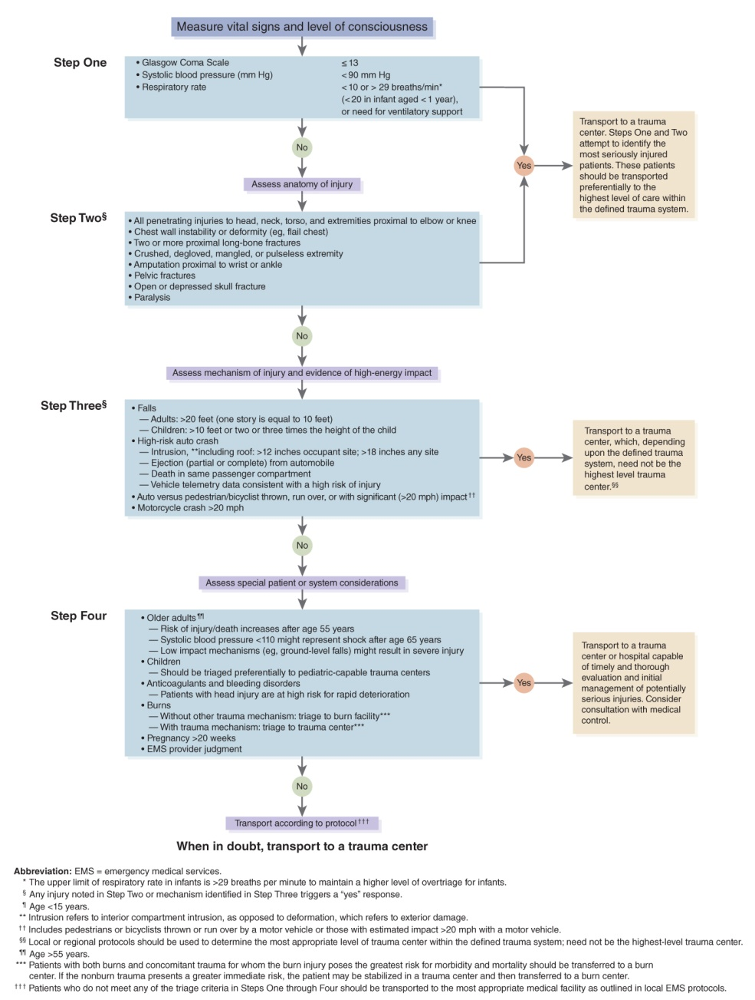 Measure vital signs and level of consciousness
Step One
• Glasgow Coma Scale ≤ 13
• Systolic blood pressure (mm Hg) < 90 mm Hg
• Respiratory rate < 10 or > 29 breaths/min*
(< 20 in infant aged < 1 year),
or need for ventilatory support
No
Yes
Transport to a trauma
center. Steps One and Two
attempt to identify the
most seriously injured
patients. These patients
should be transported
preferentially to the
highest level of care within
the defined trauma system.
Assess anatomy of injury
Step Two§
• All penetrating injuries to head, neck, torso, and extremities proximal to elbow or knee
• Chest wall instability or deformity (eg, flail chest)
• Two or more proximal long-bone fractures
• Crushed, degloved, mangled, or pulseless extremity
• Amputation proximal to wrist or ankle
• Pelvic fractures
• Open or depressed skull fracture
• Paralysis
No
Assess mechanism of injury and evidence of high-energy impact
Step Three§
• Falls
— Adults: >20 feet (one story is equal to 10 feet)
— Children: >10 feet or two or three times the height of the child
• High-risk auto crash
— Intrusion, **including roof: >12 inches occupant site; >18 inches any site
— Ejection (partial or complete) from automobile
— Death in same passenger compartment
— Vehicle telemetry data consistent with a high risk of injury
• Auto versus pedestrian/bicyclist thrown, run over, or with significant (>20 mph) impact††
• Motorcycle crash >20 mph
Yes
Transport to a trauma
center, which, depending
upon the defined trauma
system, need not be the
highest level trauma
center.§§
No
Assess special patient or system considerations
Step Four
• Older adults¶¶
— Risk of injury/death increases after age 55 years
— Systolic blood pressure <110 might represent shock after age 65 years
— Low impact mechanisms (eg, ground-level falls) might result in severe injury
• Children
— Should be triaged preferentially to pediatric-capable trauma centers
• Anticoagulants and bleeding disorders
— Patients with head injury are at high risk for rapid deterioration
• Burns
— Without other trauma mechanism: triage to burn facility***
— With trauma mechanism: triage to trauma center***
• Pregnancy >20 weeks
• EMS provider judgment
Yes
Transport to a trauma
center or hospital capable
of timely and thorough
evaluation and initial
management of potentially
serious injuries. Consider
consultation with medical
control.
No
Transport according to protocol†††
When in doubt, transport to a trauma center
Abbreviation: EMS = emergency medical services.
* The upper limit of respiratory rate in infants is >29 breaths per minute to maintain a higher level of overtriage for infants.
§ Any injury noted in Step Two or mechanism identified in Step Three triggers a “yes” response.
¶ Age <15 years.
** Intrusion refers to interior compartment intrusion, as opposed to deformation, which refers to exterior damage.
†† Includes pedestrians or bicyclists thrown or run over by a motor vehicle or those with estimated impact >20 mph with a motor vehicle.
§§ Local or regional protocols should be used to determine the most appropriate level of trauma center within the defined trauma system; need not be the highest-level trauma center.
¶¶ Age >55 years.
*** Patients with both burns and concomitant trauma for whom the burn injury poses the greatest risk for morbidity and mortality should be transferred to a burn
center. If the nonburn trauma presents a greater immediate risk, the patient may be stabilized in a trauma center and then transferred to a burn center.
††† Patients who do not meet any of the triage criteria in Steps One through Four should be transported to the most appropriate medical facility as outlined in local EMS protocols.